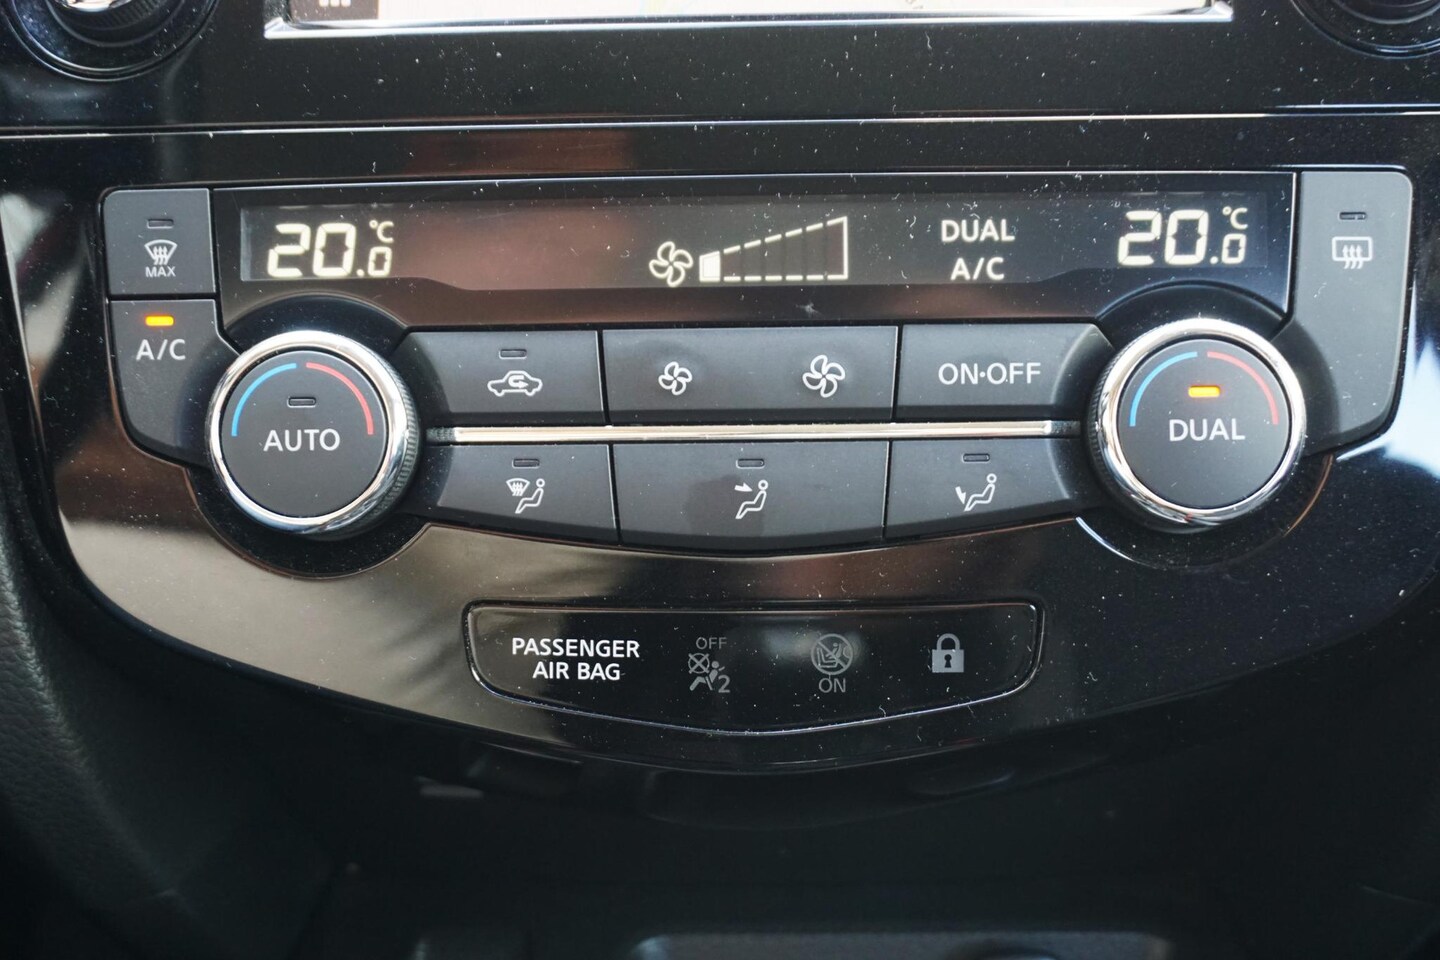 MAX
20.0 °C
DUAL
A/C
20.0 °C
A/C
AUTO
ON•OFF
DUAL
PASSENGER
AIR BAG
OFF
2
ON